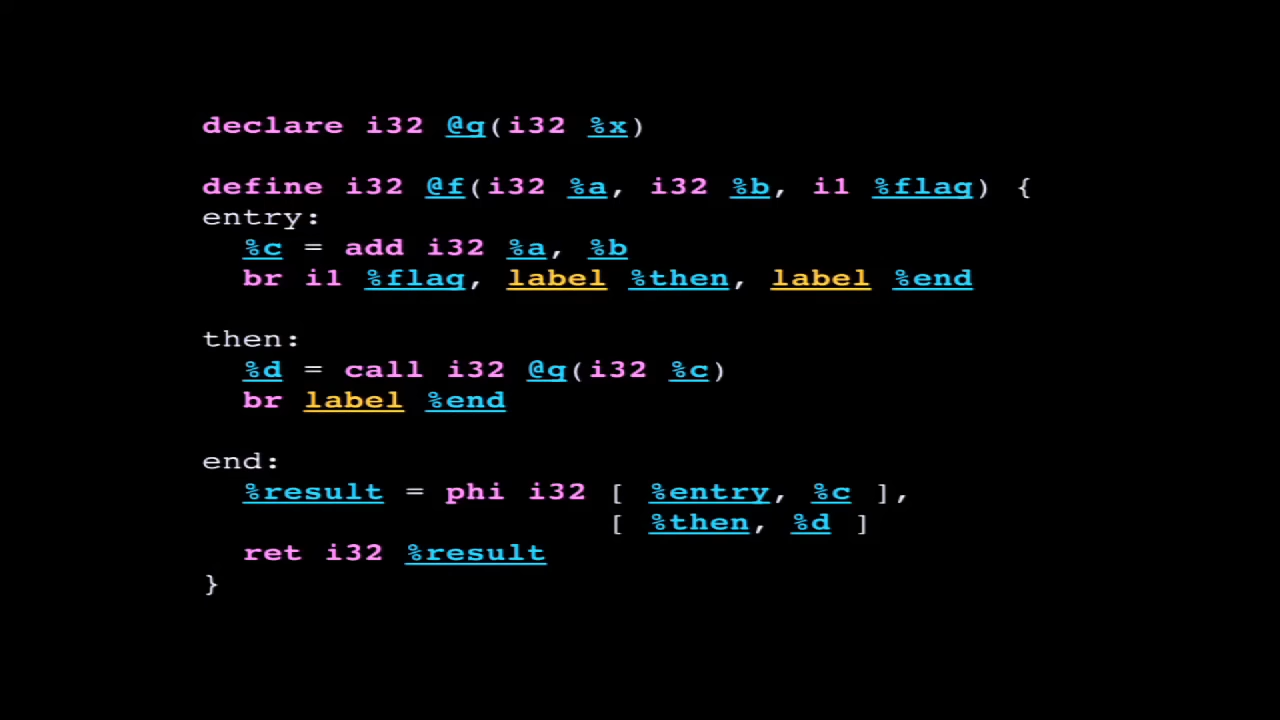 declare i32 @g(i32 %x)
define i32 @f(i32 %a, i32 %b, i1 %flag) {
entry:
%c = add i32 %a, %b
br i1 %flag, label %then, label %end
then:
%d = call i32 @g(i32 %c)
br label %end
end:
%result = phi i32 [ %entry, %c ],
[ %then, %d ]
ret i32 %result
}